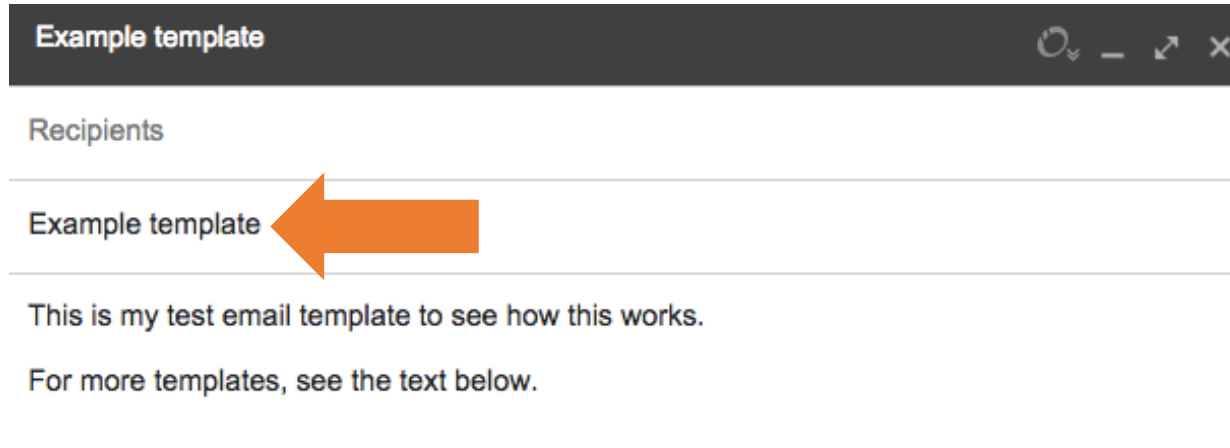 Example template
Recipients
Example template
This is my test email template to see how this works.
For more templates, see the text below.